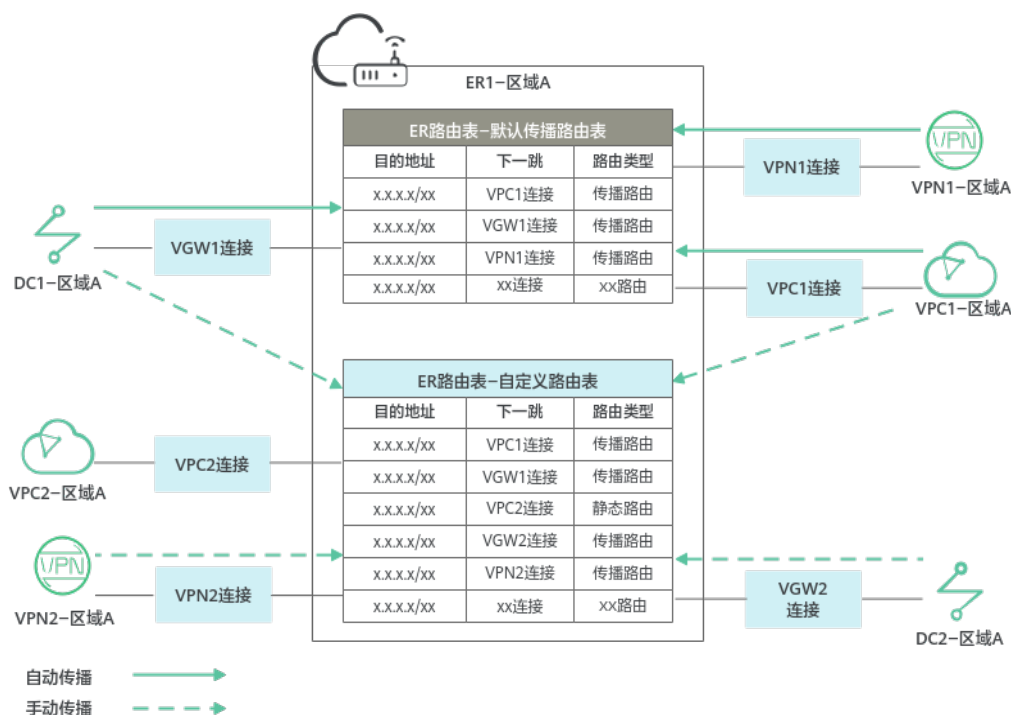 ER1-区域A
ER路由表-默认传播路由表
目的地址 下一跳 路由类型
x.x.x.x/xx VPC1连接 传播路由
x.x.x.x/xx VGW1连接 传播路由
x.x.x.x/xx VPN1连接 传播路由
x.x.x.x/xx xx连接 xx路由
VPN
VPN1-区域A
VPN1连接
VGW1连接
DC1-区域A
VPC1连接
VPC1-区域A
ER路由表-自定义路由表
目的地址 下一跳 路由类型
x.x.x.x/xx VPC1连接 传播路由
x.x.x.x/xx VGW1连接 传播路由
x.x.x.x/xx VPC2连接 静态路由
x.x.x.x/xx VGW2连接 传播路由
x.x.x.x/xx VPN2连接 传播路由
x.x.x.x/xx xx连接 xx路由
VPC2连接
VPC2-区域A
VPN
VPN2连接
VPN2-区域A
VGW2
连接
DC2-区域A
自动传播
手动传播